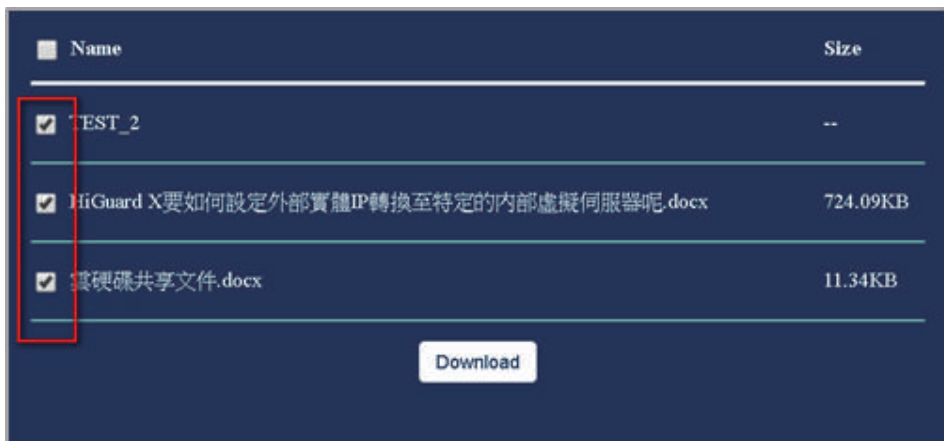 Name Size
TEST_2 --
HiGuard X要如何設定外部實體IP轉換至特定的內部虛擬伺服器呢.docx 724.09KB
雲硬碟共享文件.docx 11.34KB
Download